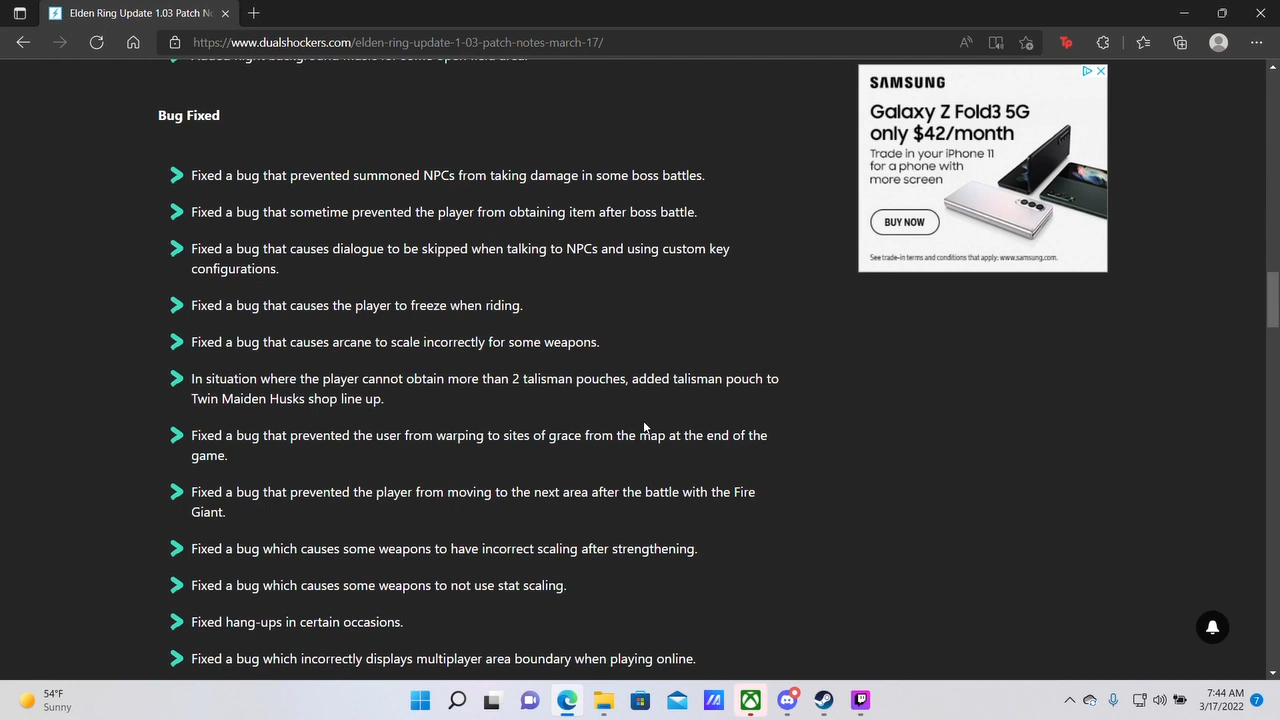 Elden Ring Update 1.03 Patch No
https://www.dualshockers.com/elden-ring-update-1-03-patch-notes-march-17/
Added night background music for some open field area.
Bug Fixed
Fixed a bug that prevented summoned NPCs from taking damage in some boss battles.
Fixed a bug that sometime prevented the player from obtaining item after boss battle.
Fixed a bug that causes dialogue to be skipped when talking to NPCs and using custom key
configurations.
Fixed a bug that causes the player to freeze when riding.
Fixed a bug that causes arcane to scale incorrectly for some weapons.
In situation where the player cannot obtain more than 2 talisman pouches, added talisman pouch to
Twin Maiden Husks shop line up.
Fixed a bug that prevented the user from warping to sites of grace from the map at the end of the
game.
Fixed a bug that prevented the player from moving to the next area after the battle with the Fire
Giant.
Fixed a bug which causes some weapons to have incorrect scaling after strengthening.
Fixed a bug which causes some weapons to not use stat scaling.
Fixed hang-ups in certain occasions.
Fixed a bug which incorrectly displays multiplayer area boundary when playing online.
SAMSUNG
Galaxy Z Fold3 5G
only $42/month
Trade in your iPhone 11
for a phone with
more screen
BUY NOW
See trade-in terms and conditions that apply: www.samsung.com.
54°F
Sunny
7:44 AM
3/17/2022
7